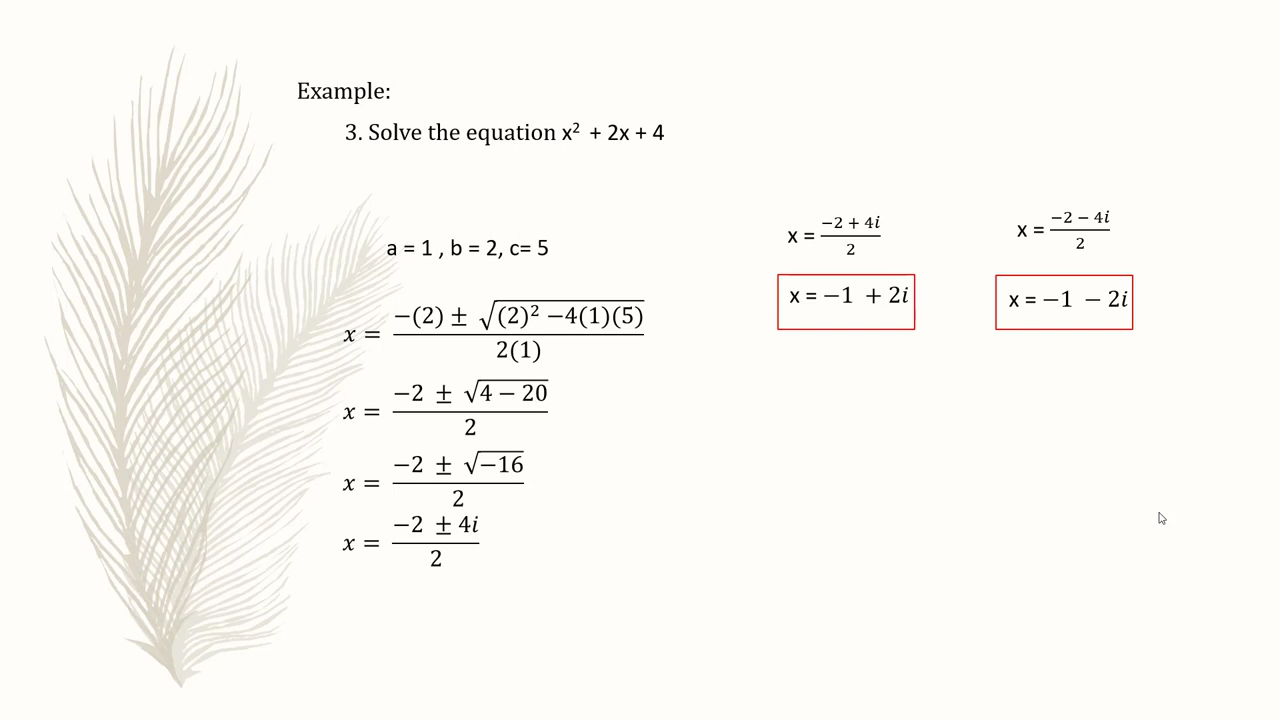 Example:
3. Solve the equation x² + 2x + 4
a = 1 , b = 2, c= 5
x = (−(2) ± √((2)² −4(1)(5))) / 2(1)
x = (−2 ± √(4 − 20)) / 2
x = (−2 ± √(−16)) / 2
x = (−2 ± 4i) / 2
x = (−2 + 4i) / 2
x = −1 + 2i
x = (−2 − 4i) / 2
x = −1 − 2i